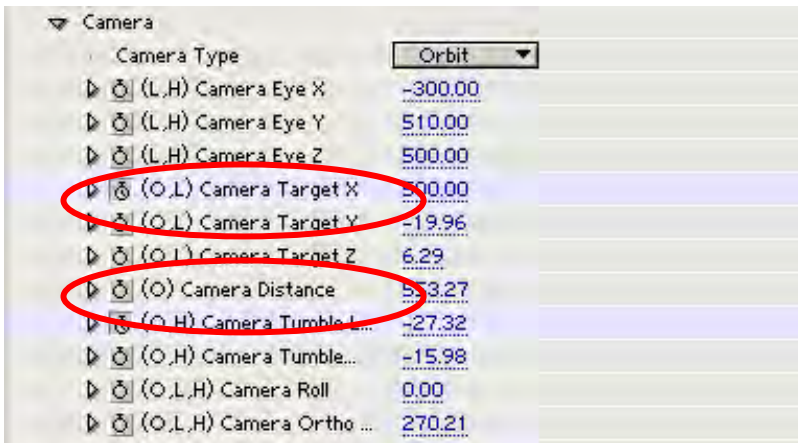 Camera
Camera Type Orbit
(L,H) Camera Eye X -300.00
(L,H) Camera Eye Y 510.00
(L,H) Camera Eye Z 500.00
(O,L) Camera Target X 500.00
(O,L) Camera Target Y -19.96
(O,L) Camera Target Z 6.29
(O) Camera Distance 553.27
(O,H) Camera Tumble L... -27.32
(O,H) Camera Tumble... -15.98
(O,L,H) Camera Roll 0.00
(O,L,H) Camera Ortho ... 270.21